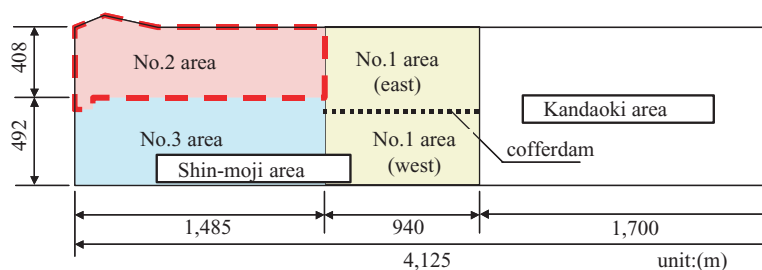 408
492
No.2 area
No.3 area
Shin-moji area
No.1 area
(east)
No.1 area
(west)
Kandaoki area
cofferdam
1,485
940
1,700
4,125
unit:(m)